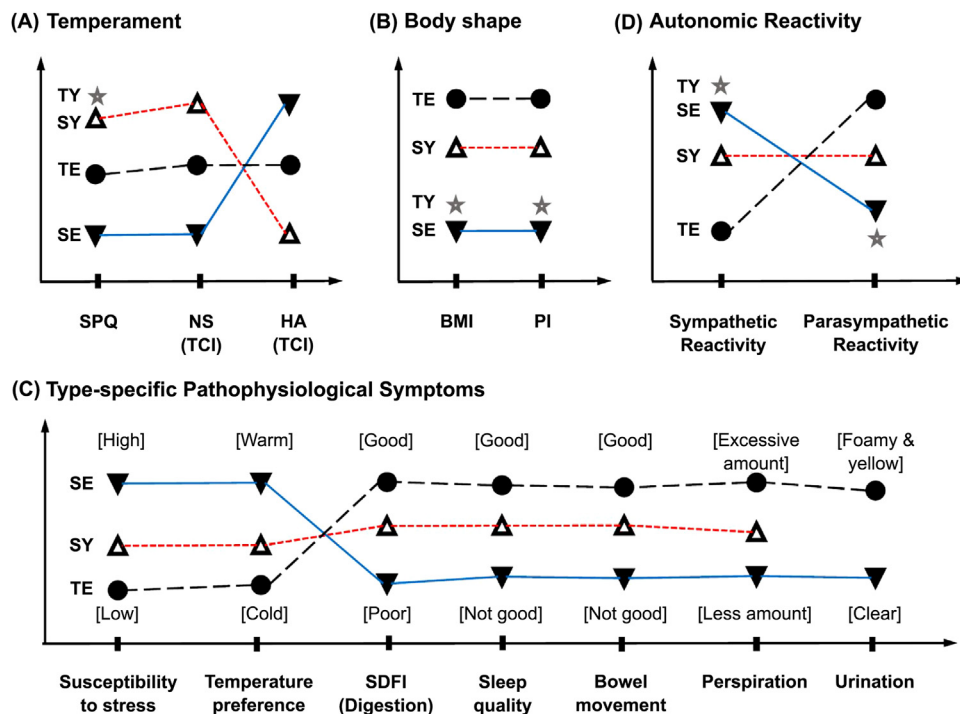 (A) Temperament
TY
SY
TE
SE
SPQ
NS
(TCI)
HA
(TCI)
(B) Body shape
TE
SY
TY
SE
BMI
PI
(D) Autonomic Reactivity
TY
SE
SY
TE
Sympathetic
Reactivity
Parasympathetic
Reactivity
(C) Type-specific Pathophysiological Symptoms
[High]
[Warm]
[Good]
[Good]
[Good]
[Excessive
amount]
[Foamy &
yellow]
SE
SY
TE
[Low]
[Cold]
[Poor]
[Not good]
[Not good]
[Less amount]
[Clear]
Susceptibility
to stress
Temperature
preference
SDFI
(Digestion)
Sleep
quality
Bowel
movement
Perspiration
Urination